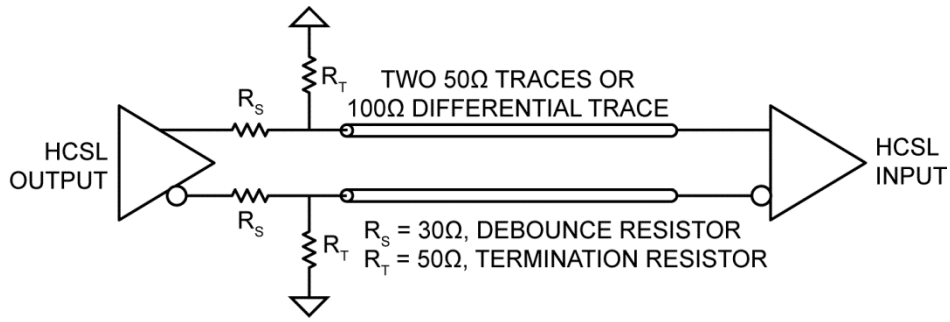 R_T
TWO 50Ω TRACES OR
100Ω DIFFERENTIAL TRACE
R_S
HCSL
OUTPUT
HCSL
INPUT
R_S
R_T
R_S = 30Ω, DEBOUNCE RESISTOR
R_T = 50Ω, TERMINATION RESISTOR